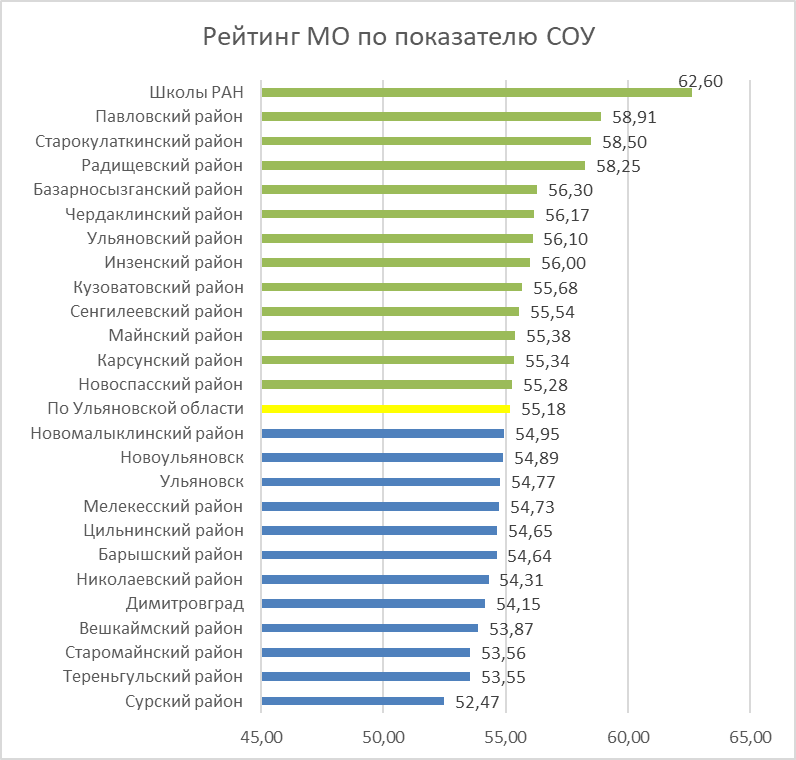 Рейтинг МО по показателю СОУ
Школы РАН 62,60
Павловский район 58,91
Старокулаткинский район 58,50
Радищевский район 58,25
Базарносызганский район 56,30
Чердаклинский район 56,17
Ульяновский район 56,10
Инзенский район 56,00
Кузоватовский район 55,68
Сенгилеевский район 55,54
Майнский район 55,38
Карсунский район 55,34
Новоспасский район 55,28
По Ульяновской области 55,18
Новомалыклинский район 54,95
Новоульяновск 54,89
Ульяновск 54,77
Мелекесский район 54,73
Цильнинский район 54,65
Барышский район 54,64
Николаевский район 54,31
Димитровград 54,15
Вешкаймский район 53,87
Старомайнский район 53,56
Тереньгульский район 53,55
Сурский район 52,47
45,00 50,00 55,00 60,00 65,00